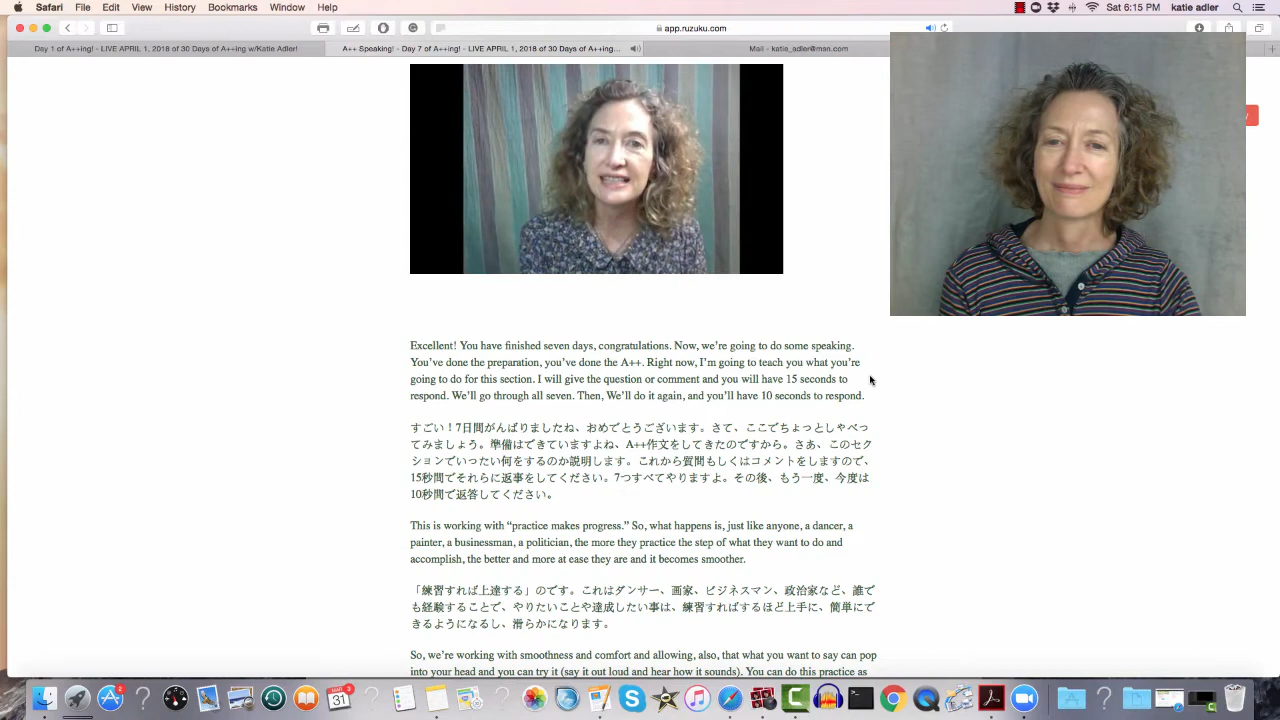 Safari File Edit View History Bookmarks Window Help
Sat 6:15 PM katie adler
app.ruzuku.com
Day 1 of A++ing! - LIVE APRIL 1, 2018 of 30 Days of A++ing w/Katie Adler!
A++ Speaking! - Day 7 of A++ing! - LIVE APRIL 1, 2018 of 30 Days of A++ing...
Mail - katie_adler@msn.com
Excellent! You have finished seven days, congratulations. Now, we're going to do some speaking.
You've done the preparation, you've done the A++. Right now, I'm going to teach you what you're
going to do for this section. I will give the question or comment and you will have 15 seconds to
respond. We'll go through all seven. Then, We'll do it again, and you'll have 10 seconds to respond.
すごい！7日間がんばりましたね、おめでとうございます。さて、ここでちょっとしゃべっ
てみましょう。準備はできていますよね、A++作文をしてきたのですから。さあ、このセク
ションでいったい何をするのか説明します。これから質問もしくはコメントをしますので、
15秒間でそれらに返事をしてください。7つすべてやりますよ。その後、もう一度、今度は
10秒間で返答してください。
This is working with “practice makes progress.” So, what happens is, just like anyone, a dancer, a
painter, a businessman, a politician, the more they practice the step of what they want to do and
accomplish, the better and more at ease they are and it becomes smoother.
「練習すれば上達する」のです。これはダンサー、画家、ビジネスマン、政治家など、誰で
も経験することで、やりたいことや達成したい事は、練習すればするほど上手に、簡単にで
きるようになるし、滑らかになります。
So, we're working with smoothness and comfort and allowing, also, that what you want to say can pop
into your head and you can try it (say it out loud and hear how it sounds). You can do this practice as